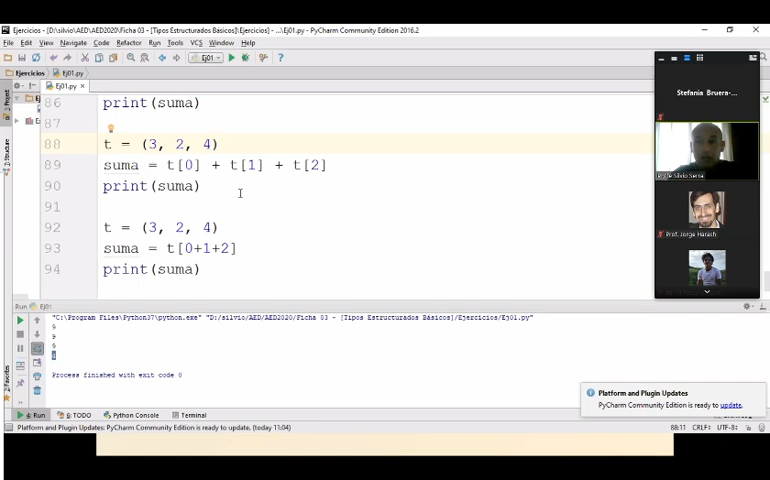 Ejercicios - [D:\silvio\AED\AED2020\Ficha 03 - [Tipos Estructurados Básicos]\Ejercicios] - ...\Ej01.py - PyCharm Community Edition 2016.2
File Edit View Navigate Code Refactor Run Tools VCS Window Help
Ej01
Ejercicios Ej01.py
Ej01.py
1: Project
7: Structure
86 print(suma)
87
88 t = (3, 2, 4)
89 suma = t[0] + t[1] + t[2]
90 print(suma)
91
92 t = (3, 2, 4)
93 suma = t[0+1+2]
94 print(suma)
Stefania Bruera-...
Profe Silvio Serra
Prof. Jorge Harach
Run Ej01
"C:\Program Files\Python37\python.exe" "D:/silvio/AED/AED2020/Ficha 03 - [Tipos Estructurados Básicos]/Ejercicios/Ej01.py"
9
9
Process finished with exit code 0
2: Favorites
Platform and Plugin Updates
PyCharm Community Edition is ready to update.
4: Run 6: TODO Python Console Terminal
Platform and Plugin Updates: PyCharm Community Edition is ready to update. (today 11:04)
88:11 CRLF÷ UTF-8÷